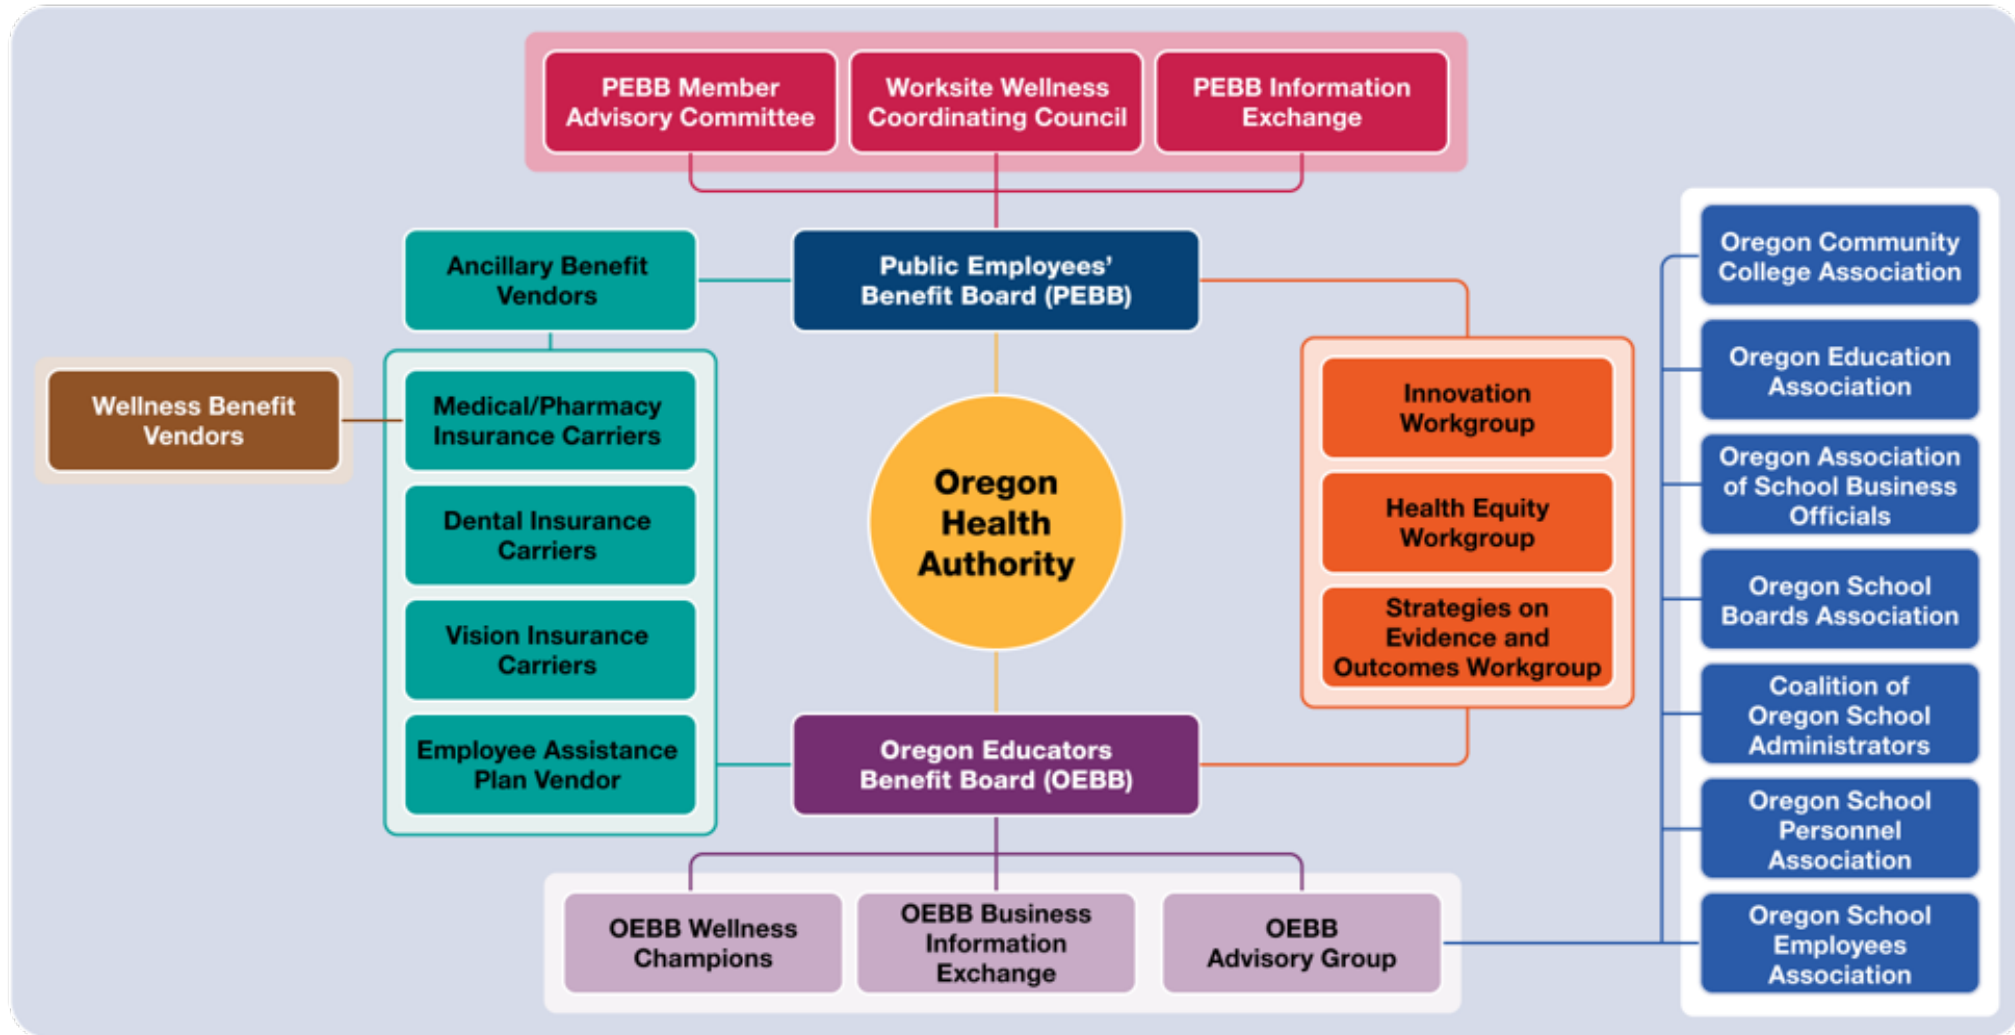 PEBB Member
Advisory Committee
Worksite Wellness
Coordinating Council
PEBB Information
Exchange
Ancillary Benefit
Vendors
Public Employees’
Benefit Board (PEBB)
Wellness Benefit
Vendors
Medical/Pharmacy
Insurance Carriers
Dental Insurance
Carriers
Vision Insurance
Carriers
Employee Assistance
Plan Vendor
Oregon
Health
Authority
Innovation
Workgroup
Health Equity
Workgroup
Strategies on
Evidence and
Outcomes Workgroup
Oregon Educators
Benefit Board (OEBB)
OEBB Wellness
Champions
OEBB Business
Information
Exchange
OEBB
Advisory Group
Oregon Community
College Association
Oregon Education
Association
Oregon Association
of School Business
Officials
Oregon School
Boards Association
Coalition of
Oregon School
Administrators
Oregon School
Personnel
Association
Oregon School
Employees
Association